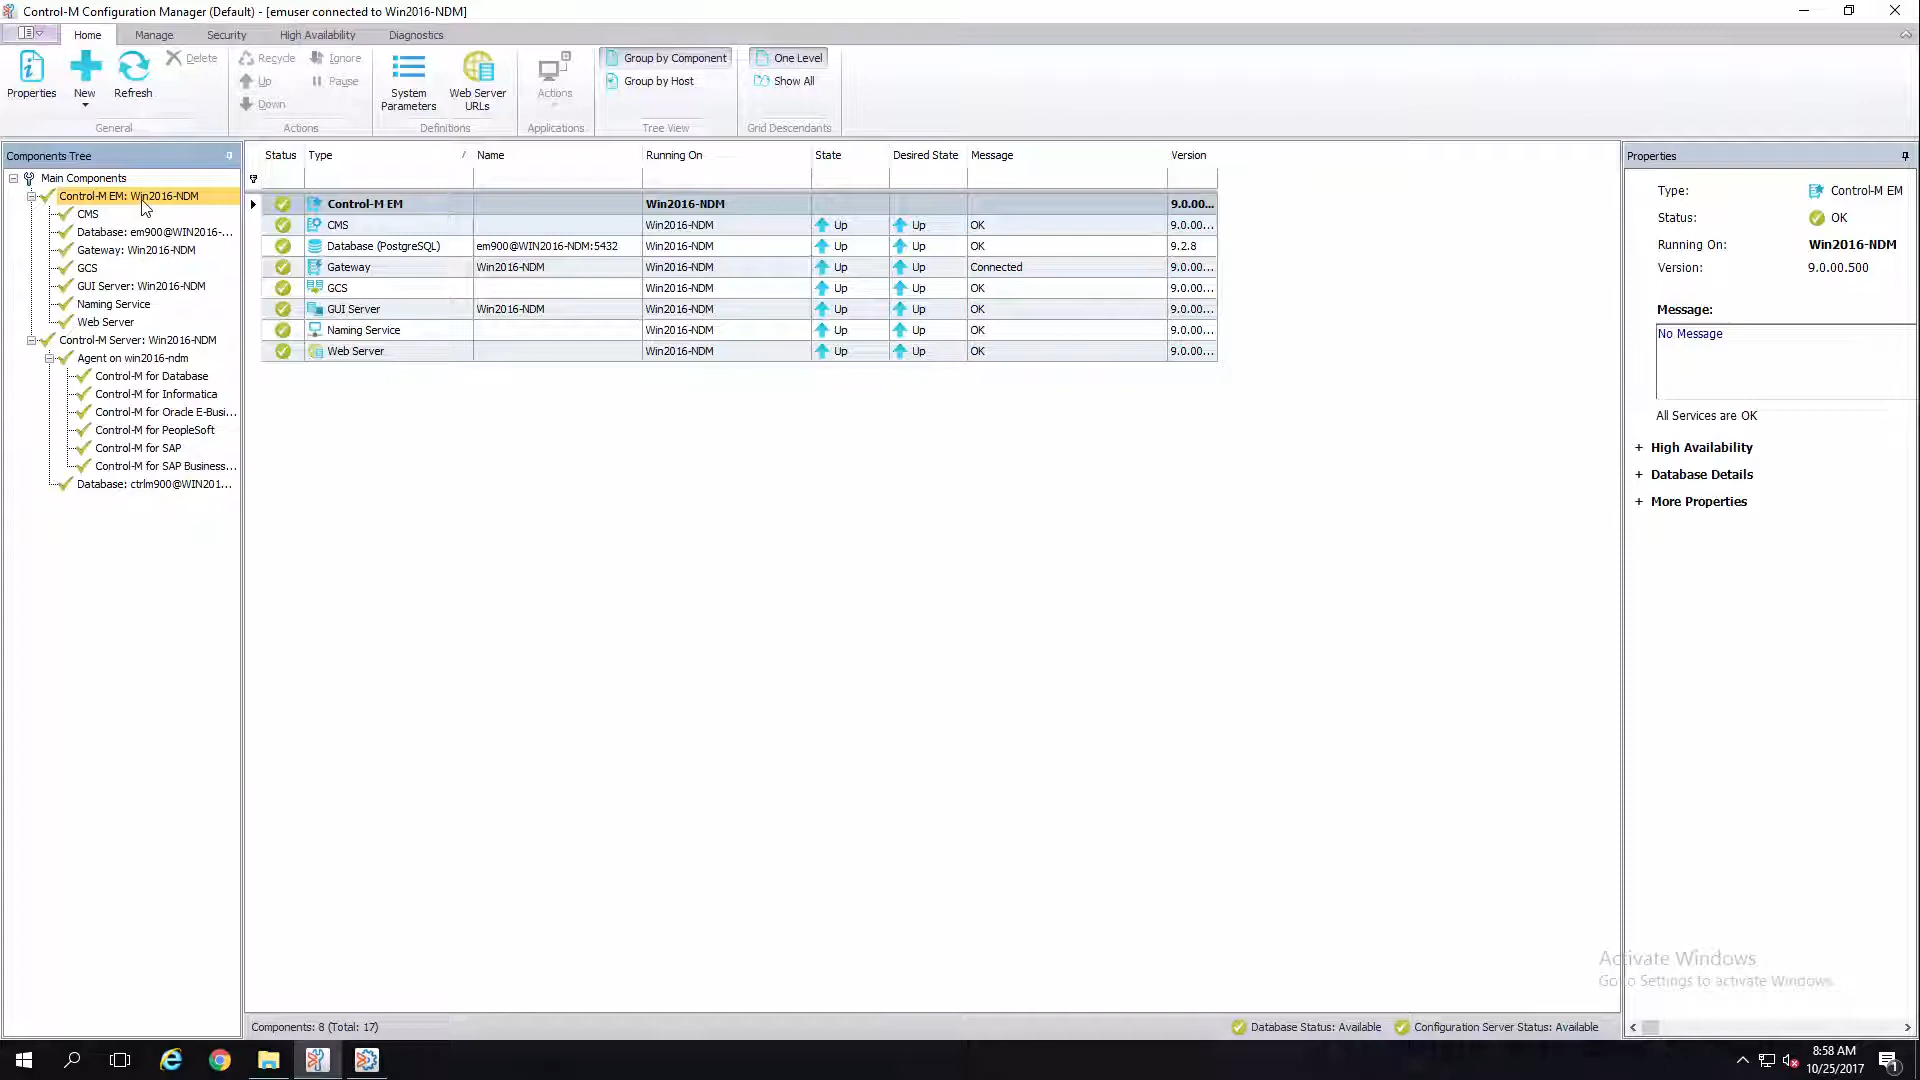 Control-M Configuration Manager (Default) - [emuser connected to Win2016-NDM]
Home Manage Security High Availability Diagnostics
Properties New Refresh Delete
General
Recycle Ignore
Up Pause
Down
Actions
System Parameters
Web Server URLs
Definitions
Actions
Applications
Group by Component
Group by Host
Tree View
One Level
Show All
Grid Descendants
Components Tree
Main Components
Control-M EM: Win2016-NDM
CMS
Database: em900@WIN2016-...
Gateway: Win2016-NDM
GCS
GUI Server: Win2016-NDM
Naming Service
Web Server
Control-M Server: Win2016-NDM
Agent on win2016-ndm
Control-M for Database
Control-M for Informatica
Control-M for Oracle E-Busi...
Control-M for PeopleSoft
Control-M for SAP
Control-M for SAP Business...
Database: ctrlm900@WIN201...
Status Type / Name Running On State Desired State Message Version
Control-M EM Win2016-NDM 9.0.00...
CMS Win2016-NDM Up Up OK 9.0.00...
Database (PostgreSQL) em900@WIN2016-NDM:5432 Win2016-NDM Up Up OK 9.2.8
Gateway Win2016-NDM Win2016-NDM Up Up Connected 9.0.00...
GCS Win2016-NDM Up Up OK 9.0.00...
GUI Server Win2016-NDM Win2016-NDM Up Up OK 9.0.00...
Naming Service Win2016-NDM Up Up OK 9.0.00...
Web Server Win2016-NDM Up Up OK 9.0.00...
Properties
Type: Control-M EM
Status: OK
Running On: Win2016-NDM
Version: 9.0.00.500
Message:
No Message
All Services are OK
+ High Availability
+ Database Details
+ More Properties
Activate Windows
Go to Settings to activate Windows.
Components: 8 (Total: 17)
Database Status: Available Configuration Server Status: Available
8:58 AM
10/25/2017
1